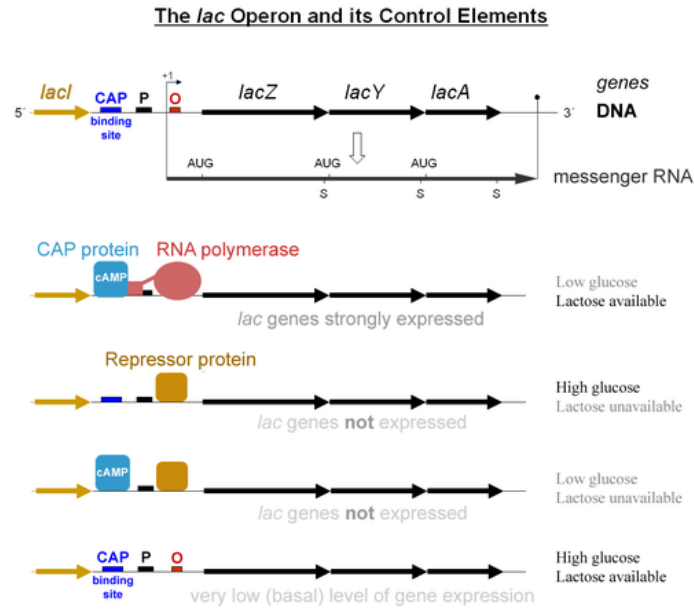 The lac Operon and its Control Elements
lacI CAP P +1 O lacZ lacY lacA genes
5´ binding site 3´ DNA
AUG AUG AUG
messenger RNA
S S S
CAP protein RNA polymerase
cAMP
Low glucose
Lactose available
lac genes strongly expressed
Repressor protein
High glucose
Lactose unavailable
lac genes not expressed
cAMP
Low glucose
Lactose unavailable
lac genes not expressed
CAP P O
binding site
High glucose
Lactose available
very low (basal) level of gene expression